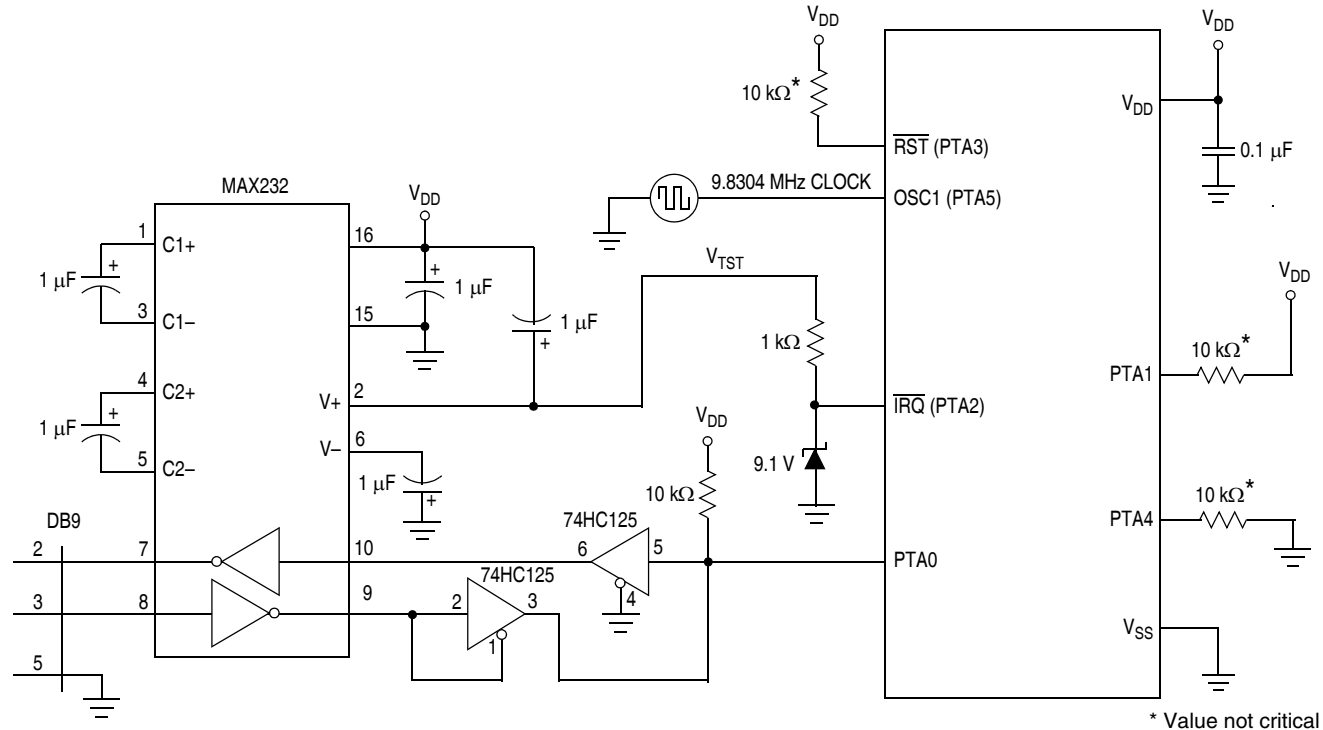 VDD
VDD
10 kΩ*
VDD
RST (PTA3)
0.1 µF
MAX232
9.8304 MHz CLOCK
OSC1 (PTA5)
VDD
1
C1+
16
1 µF
+
+
1 µF
VTST
VDD
3
C1–
15
1 µF
+
1 kΩ
10 kΩ*
PTA1
4
C2+
V+
2
IRQ (PTA2)
1 µF
+
VDD
V–
6
9.1 V
5
C2–
1 µF
+
10 kΩ
10 kΩ*
DB9
74HC125
PTA4
2
7
10
6
5
PTA0
74HC125
4
3
8
9
2
3
1
VSS
5
* Value not critical